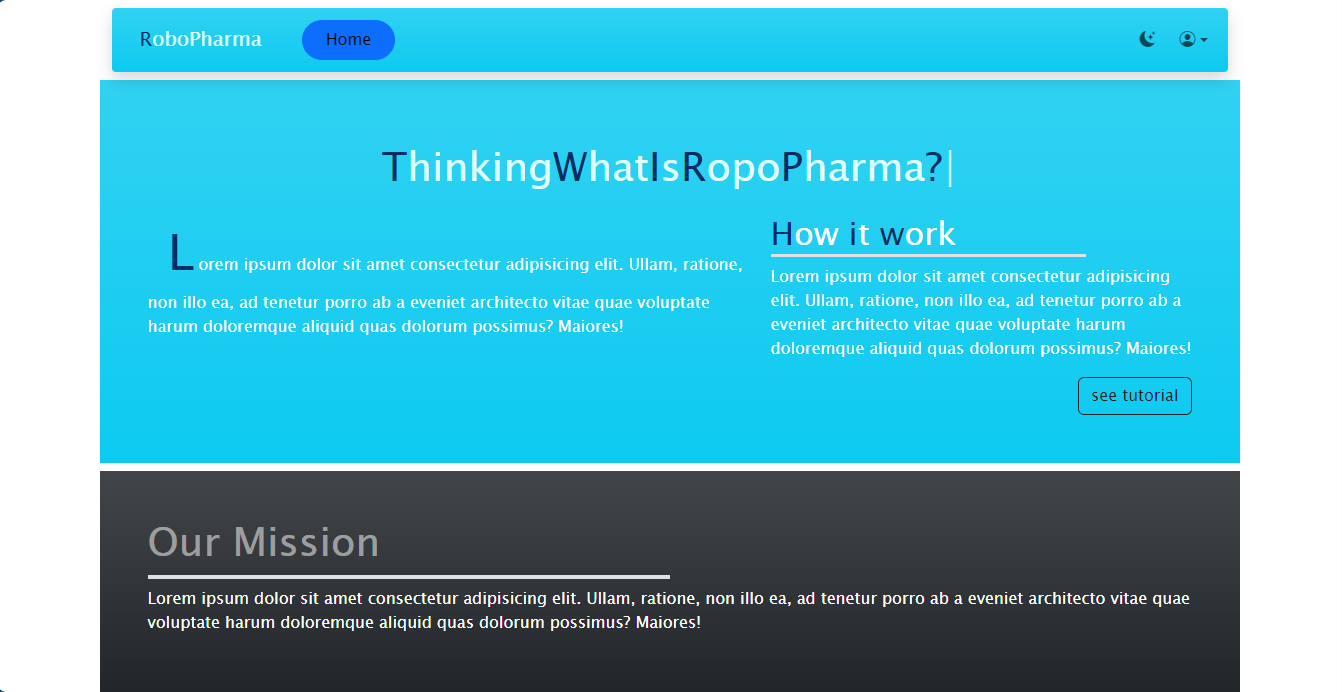 RoboPharma
Home
ThinkingWhatIsRopoPharma?|
Lorem ipsum dolor sit amet consectetur adipisicing elit. Ullam, ratione,
non illo ea, ad tenetur porro ab a eveniet architecto vitae quae voluptate
harum doloremque aliquid quas dolorum possimus? Maiores!
How it work
Lorem ipsum dolor sit amet consectetur adipisicing
elit. Ullam, ratione, non illo ea, ad tenetur porro ab a
eveniet architecto vitae quae voluptate harum
doloremque aliquid quas dolorum possimus? Maiores!
see tutorial
Our Mission
Lorem ipsum dolor sit amet consectetur adipisicing elit. Ullam, ratione, non illo ea, ad tenetur porro ab a eveniet architecto vitae quae
voluptate harum doloremque aliquid quas dolorum possimus? Maiores!